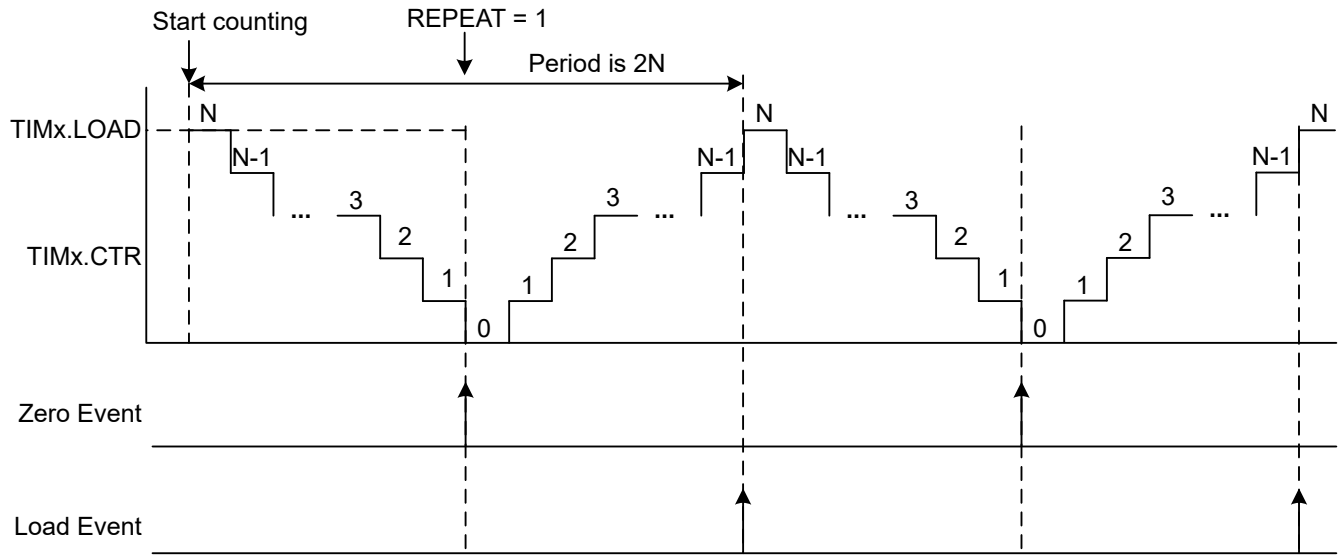 Start counting
REPEAT = 1
Period is 2N
TIMx.LOAD
N
N
N
N-1
N-1
N-1
N-1
... 3
3 ...
... 3
3 ...
TIMx.CTR
2
2
2
2
1
1
1
1
0
0
Zero Event
Load Event